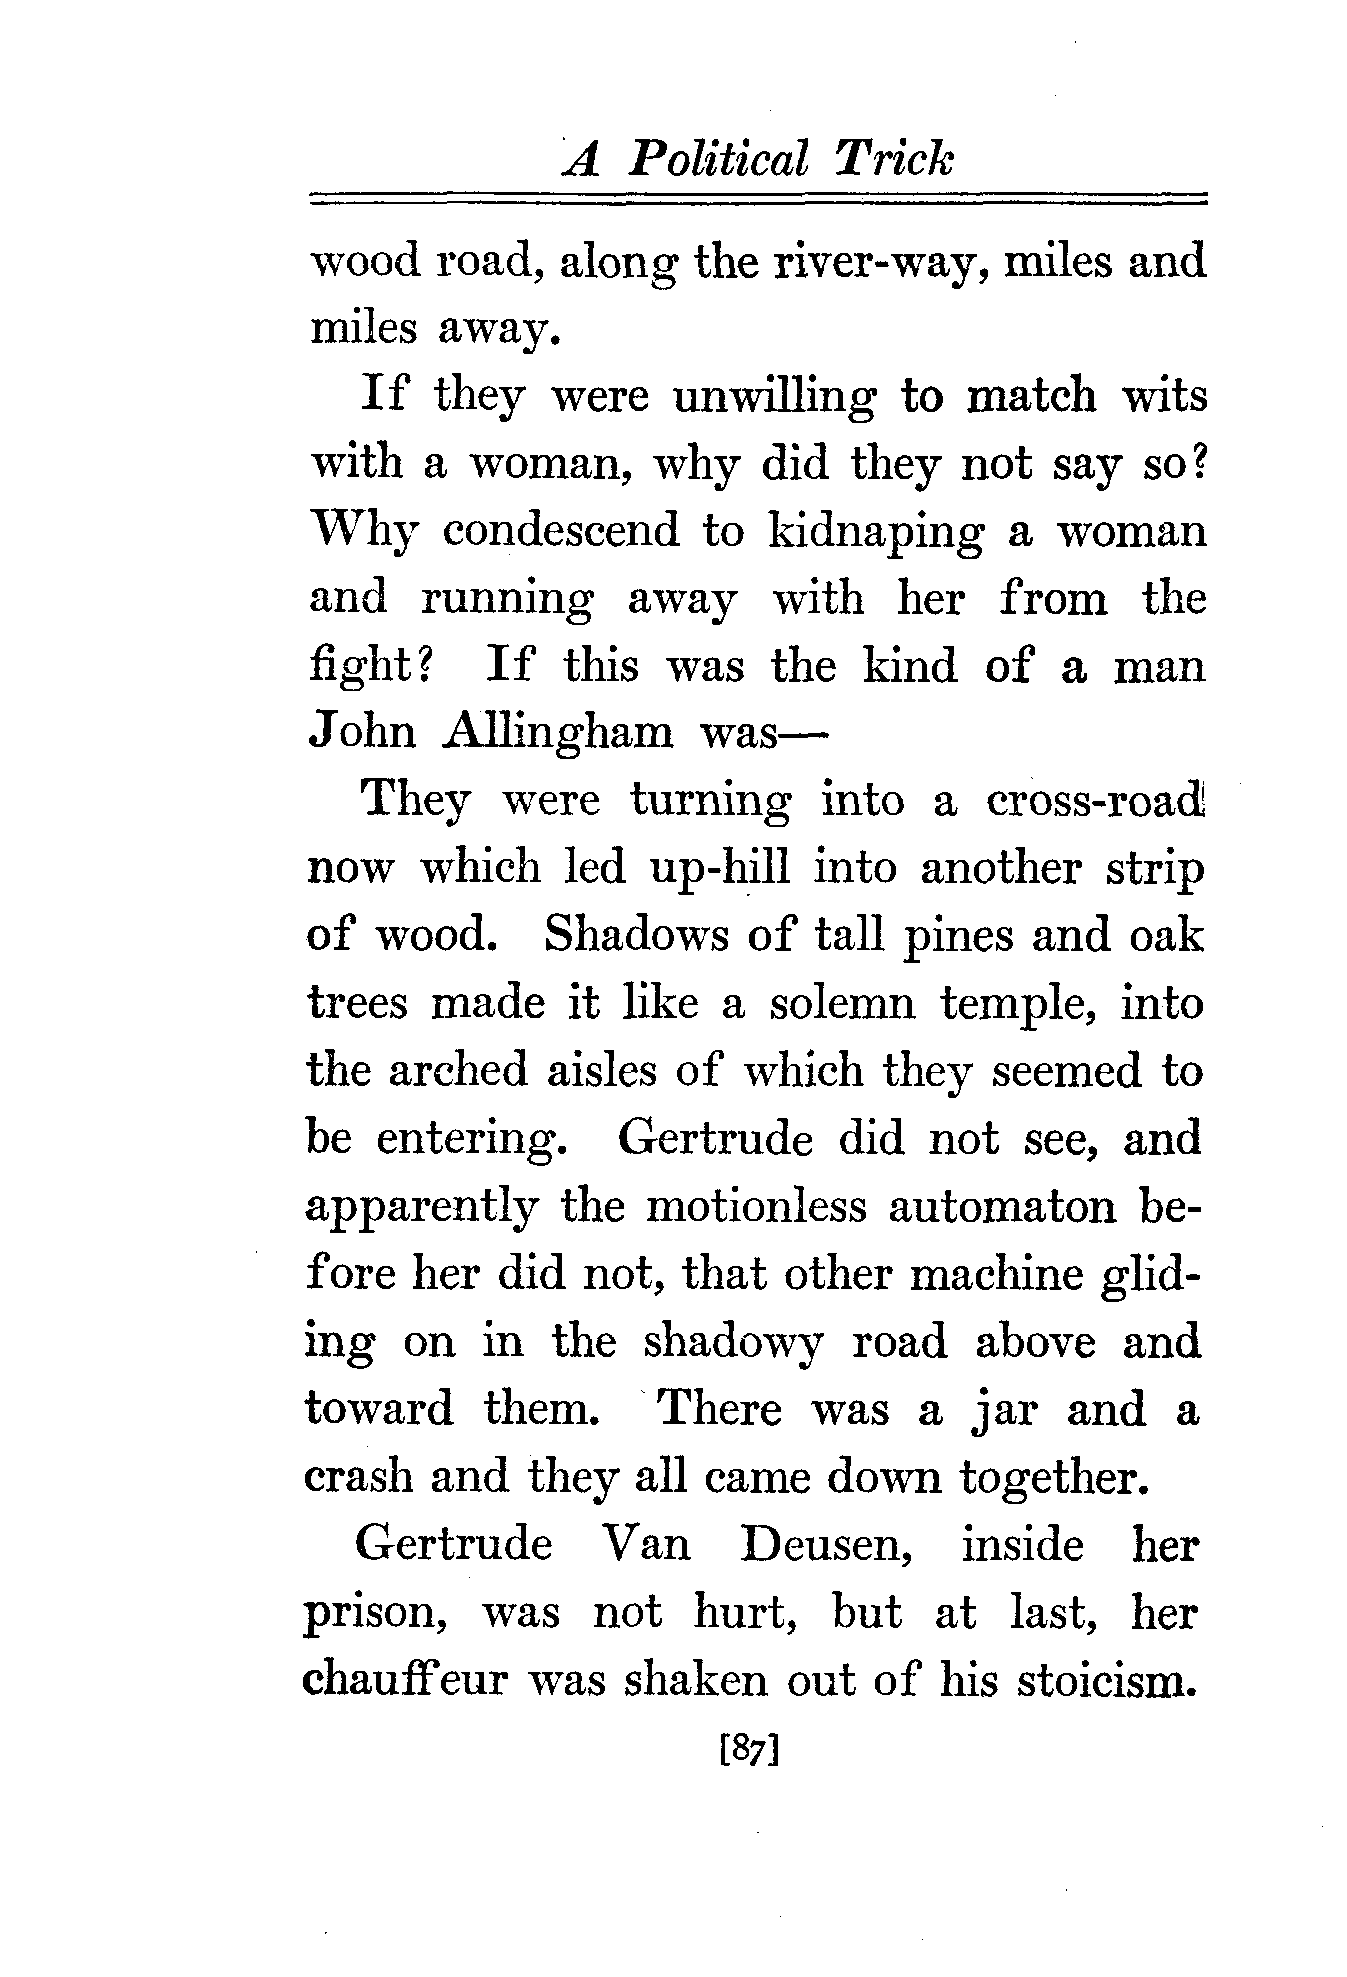 A Political Trick
wood road, along the river-way, miles and
miles away.
If they were unwilling to match wits
with a woman, why did they not say so?
Why condescend to kidnaping a woman
and running away with her from the
fight? If this was the kind of a man
John Allingham was—
They were turning into a cross-road
now which led up-hill into another strip
of wood. Shadows of tall pines and oak
trees made it like a solemn temple, into
the arched aisles of which they seemed to
be entering. Gertrude did not see, and
apparently the motionless automaton be-
fore her did not, that other machine glid-
ing on in the shadowy road above and
toward them. There was a jar and a
crash and they all came down together.
Gertrude Van Deusen, inside her
prison, was not hurt, but at last, her
chauffeur was shaken out of his stoicism.
[87]